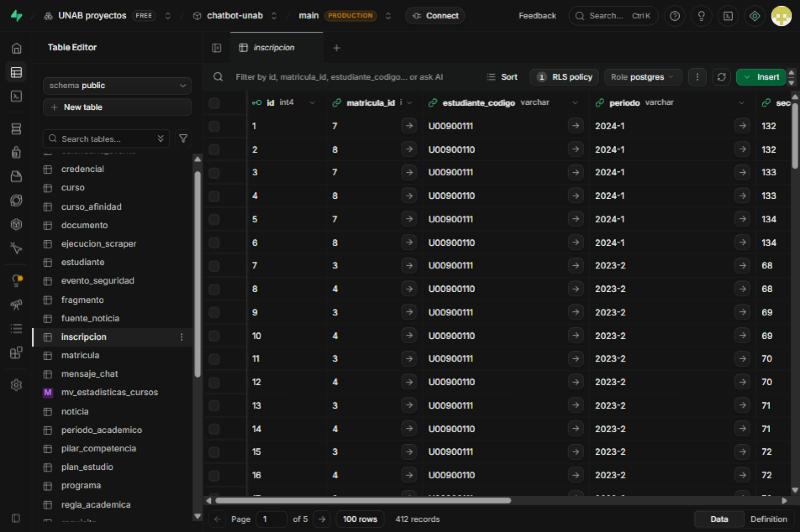 UNAB proyectos FREE chatbot-unab main PRODUCTION Connect Feedback Search... Ctrl K
Table Editor
inscripcion
schema public
New table
Search tables...
credencial
curso
curso_afinidad
documento
ejecucion_scraper
estudiante
evento_seguridad
fragmento
fuente_noticia
inscripcion
matricula
mensaje_chat
M mv_estadisticas_cursos
noticia
periodo_academico
pilar_competencia
plan_estudio
programa
regla_academica
Filter by id, matricula_id, estudiante_codigo... or ask AI Sort 1 RLS policy Role postgres Insert
id int4 matricula_id i estudiante_codigo varchar periodo varchar sec
1 7 U00900111 2024-1 132
2 8 U00900110 2024-1 132
3 7 U00900111 2024-1 133
4 8 U00900110 2024-1 133
5 7 U00900111 2024-1 134
6 8 U00900110 2024-1 134
7 3 U00900111 2023-2 68
8 4 U00900110 2023-2 68
9 3 U00900111 2023-2 69
10 4 U00900110 2023-2 69
11 3 U00900111 2023-2 70
12 4 U00900110 2023-2 70
13 3 U00900111 2023-2 71
14 4 U00900110 2023-2 71
15 3 U00900111 2023-2 72
16 4 U00900110 2023-2 72
Page 1 of 5 100 rows 412 records Data Definition